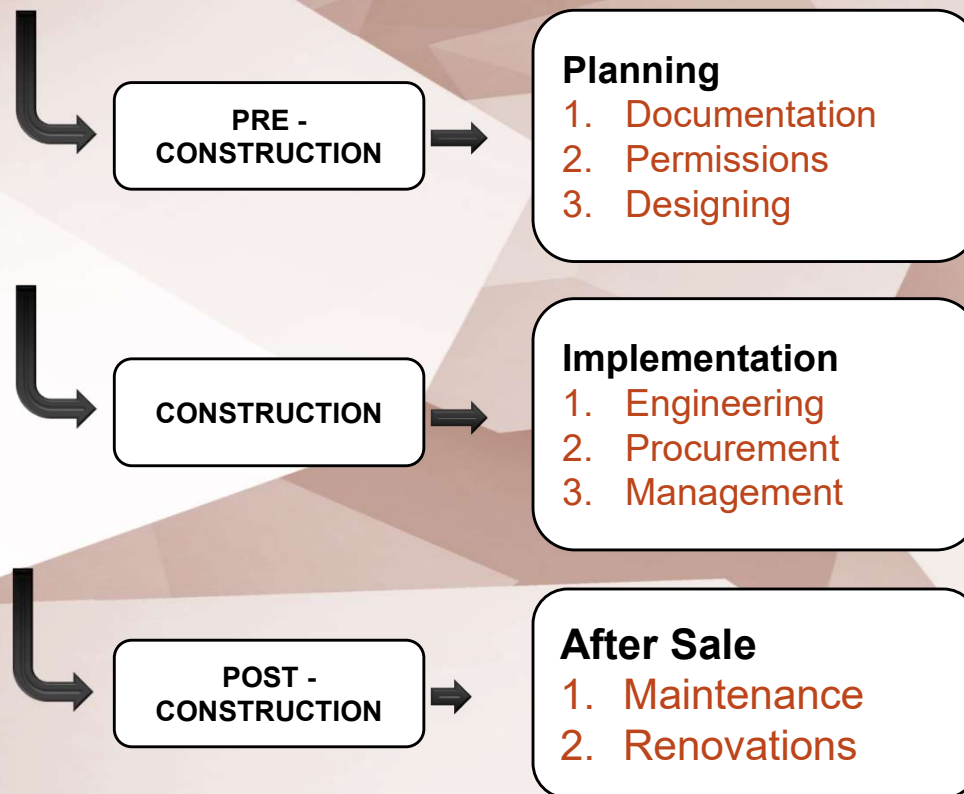 PRE -
CONSTRUCTION
Planning
1. Documentation
2. Permissions
3. Designing
CONSTRUCTION
Implementation
1. Engineering
2. Procurement
3. Management
POST -
CONSTRUCTION
After Sale
1. Maintenance
2. Renovations